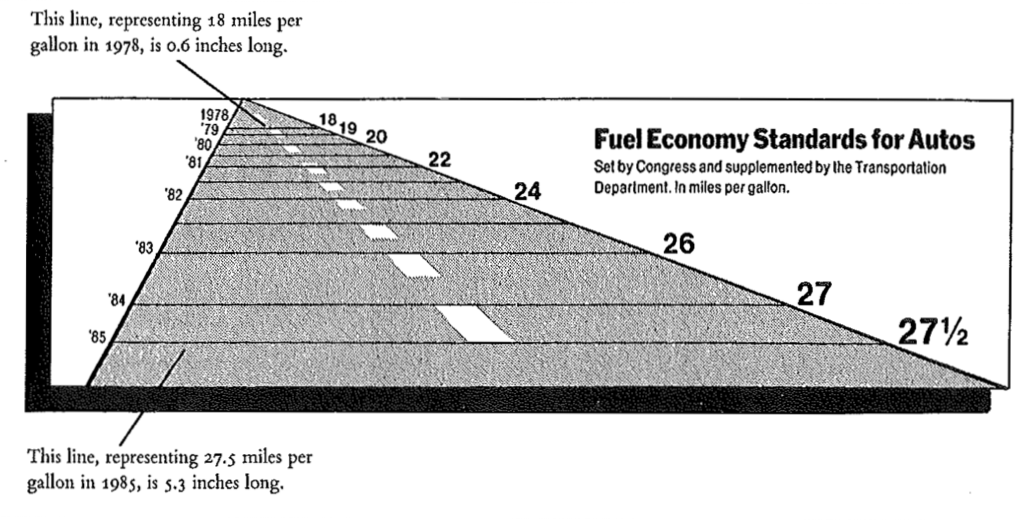 This line, representing 18 miles per
gallon in 1978, is 0.6 inches long.
Fuel Economy Standards for Autos
Set by Congress and supplemented by the Transportation
Department. In miles per gallon.
1978 18
'79 19
'80 20
'81 22
'82 24
'83 26
'84 27
'85 27½
This line, representing 27.5 miles per
gallon in 1985, is 5.3 inches long.